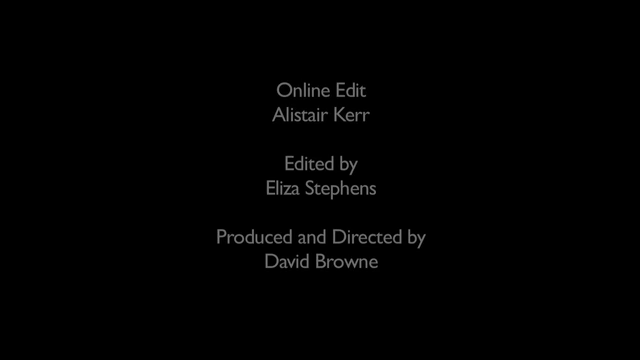 Online Edit
Alistair Kerr
Edited by
Eliza Stephens
Produced and Directed by
David Browne